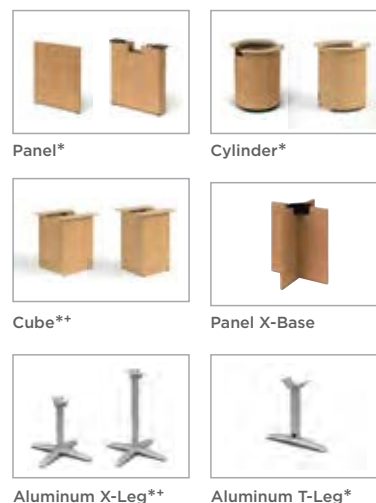 Panel*
Cylinder*
Cube*+
Panel X-Base
Aluminum X-Leg*+
Aluminum T-Leg*